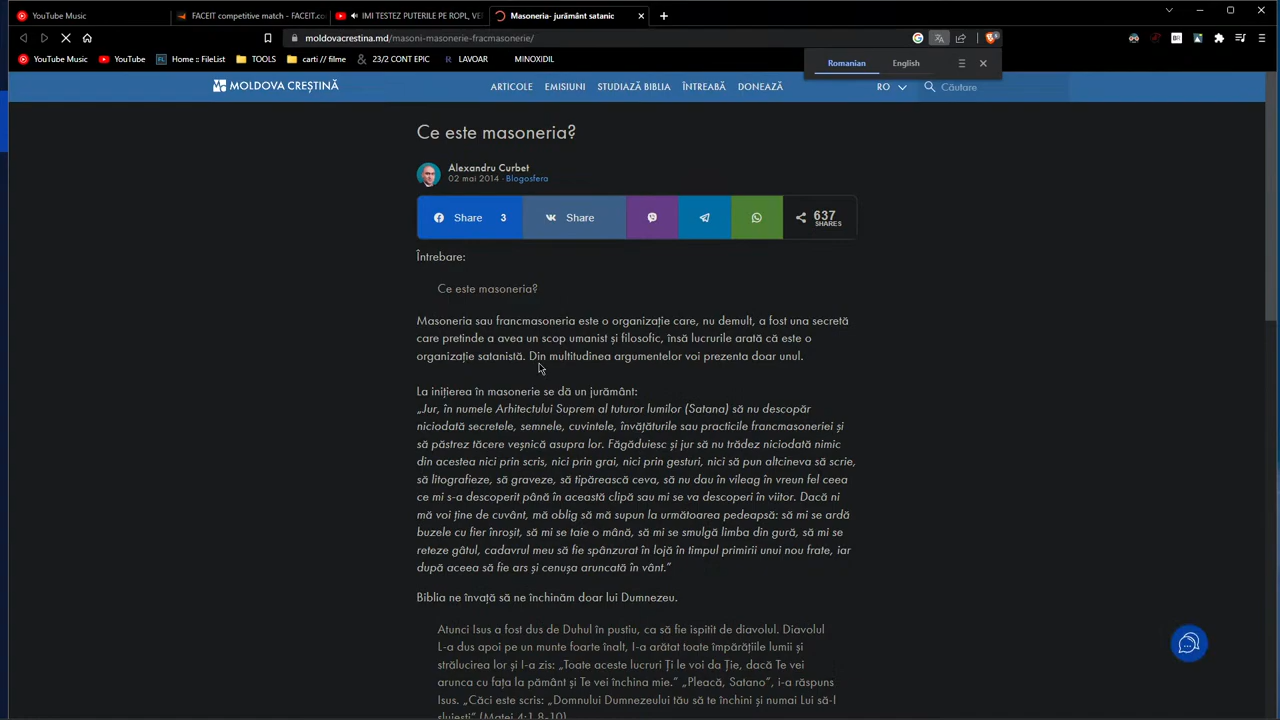 YouTube Music
FACEIT competitive match - FACEIT.co
IMI TESTEZ PUTERILE PE ROPL, VE
Masoneria- jurământ satanic
moldovacrestina.md/masoni-masonerie-fracmasonerie/
YouTube Music
YouTube
Home :: FileList
TOOLS
carti // filme
23/2 CONT EPIC
LAVOAR
MINOXIDIL
Romanian
English
MOLDOVA CREȘTINĂ
ARTICOLE
EMISIUNI
STUDIAZĂ BIBLIA
ÎNTREABĂ
DONEAZĂ
RO
Căutare
Ce este masoneria?
Alexandru Curbet
02 mai 2014 · Blogosfera
Share 3
Share
637
SHARES
Întrebare:
Ce este masoneria?
Masoneria sau francmasoneria este o organizație care, nu demult, a fost una secretă
care pretinde a avea un scop umanist și filosofic, însă lucrurile arată că este o
organizație satanistă. Din multitudinea argumentelor voi prezenta doar unul.
La inițierea în masonerie se dă un jurământ:
„Jur, în numele Arhitectului Suprem al tuturor lumilor (Satana) să nu descopăr
niciodată secretele, semnele, cuvintele, învățăturile sau practicile francmasoneriei și
să păstrez tăcere veșnică asupra lor. Făgăduiesc și jur să nu trădez niciodată nimic
din acestea nici prin scris, nici prin grai, nici prin gesturi, nici să pun altcineva să scrie,
să litografieze, să graveze, să tipărească ceva, să nu dau în vileag în vreun fel ceea
ce mi s-a descoperit până în această clipă sau mi se va descoperi în viitor. Dacă ni
mă voi ține de cuvânt, mă oblig să mă supun la următoarea pedeapsă: să mi se ardă
buzele cu fier înroșit, să mi se taie o mână, să mi se smulgă limba din gură, să mi se
reteze gâtul, cadavrul meu să fie spânzurat în lojă în timpul primirii unui nou frate, iar
după aceea să fie ars și cenușa aruncată în vânt.”
Biblia ne învață să ne închinăm doar lui Dumnezeu.
Atunci Isus a fost dus de Duhul în pustiu, ca să fie ispitit de diavolul. Diavolul
L-a dus apoi pe un munte foarte înalt, I-a arătat toate împărățiile lumii și
strălucirea lor și I-a zis: „Toate aceste lucruri Ți le voi da Ție, dacă Te vei
arunca cu fața la pământ și Te vei închina mie.” „Pleacă, Satano”, i-a răspuns
Isus. „Căci este scris: „Domnului Dumnezeului tău să te închini și numai Lui să-I
slujești” (Matei 4:1,8-10)